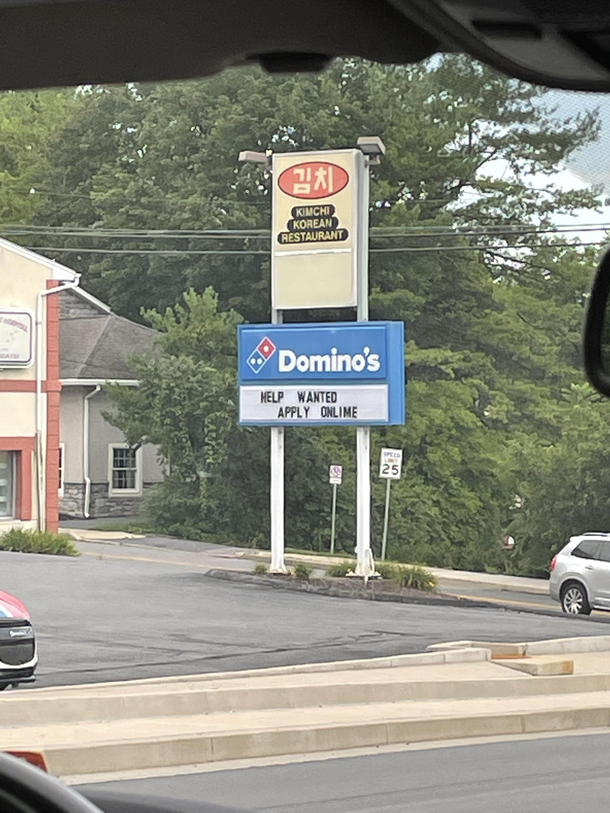 김치
KIMCHI
KOREAN
RESTAURANT
Domino's
HELP WANTED
APPLY ONLIME
SPEED
LIMIT
25